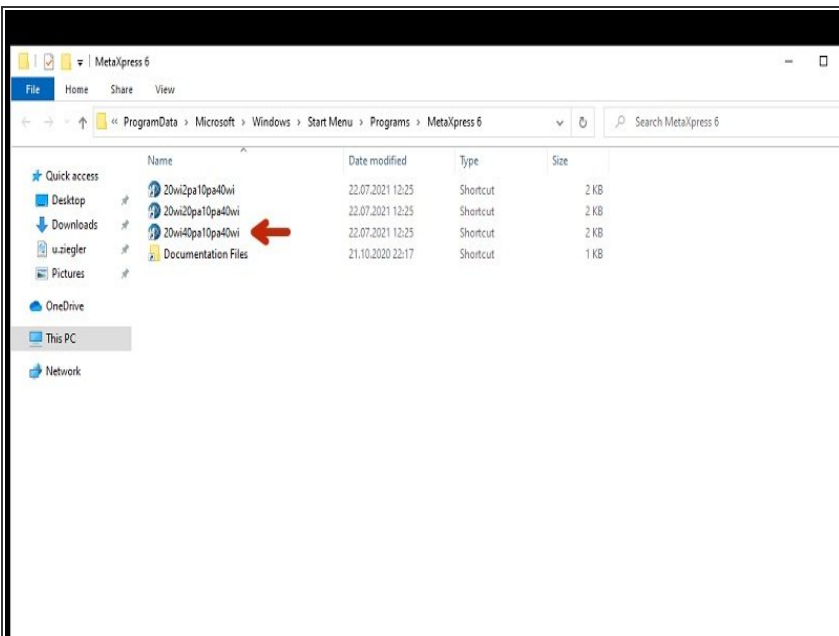 MetaXpress 6
File Home Share View
« ProgramData > Microsoft > Windows > Start Menu > Programs > MetaXpress 6
Search MetaXpress 6
Name Date modified Type Size
Quick access
Desktop
Downloads
u.ziegler
Pictures
OneDrive
This PC
Network
20wi2pa10pa40wi 22.07.2021 12:25 Shortcut 2 KB
20wi20pa10pa40wi 22.07.2021 12:25 Shortcut 2 KB
20wi40pa10pa40wi 22.07.2021 12:25 Shortcut 2 KB
Documentation Files 21.10.2020 22:17 Shortcut 1 KB